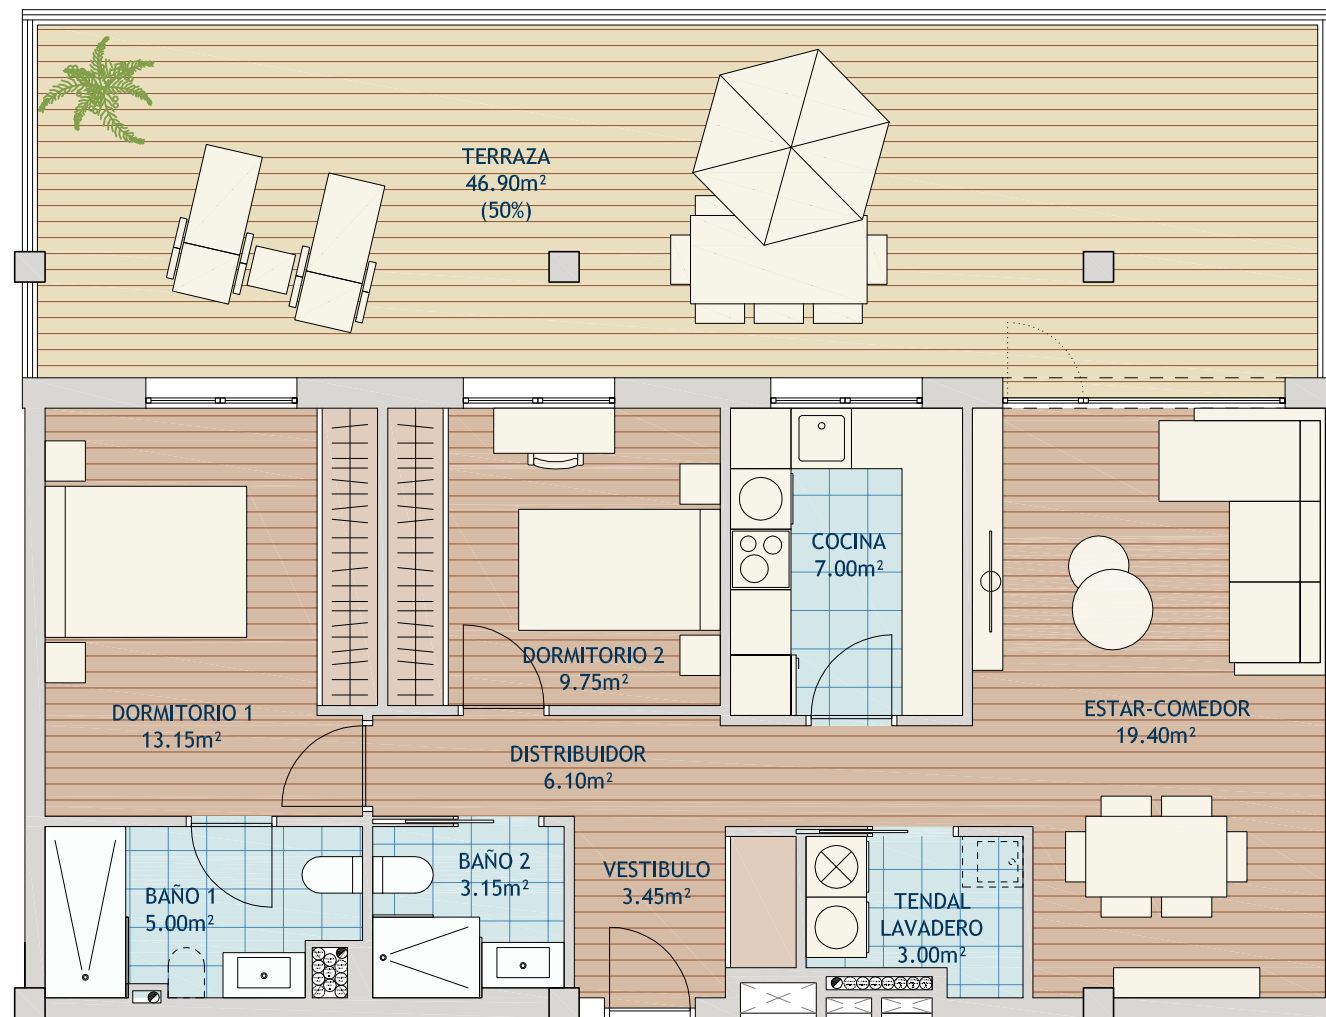 TERRAZA
46.90m²
(50%)
COCINA
7.00m²
DORMITORIO 2
9.75m²
DORMITORIO 1
13.15m²
ESTAR-COMEDOR
19.40m²
DISTRIBUIDOR
6.10m²
BAÑO 1
5.00m²
BAÑO 2
3.15m²
VESTIBULO
3.45m²
TENDAL
LAVADERO
3.00m²